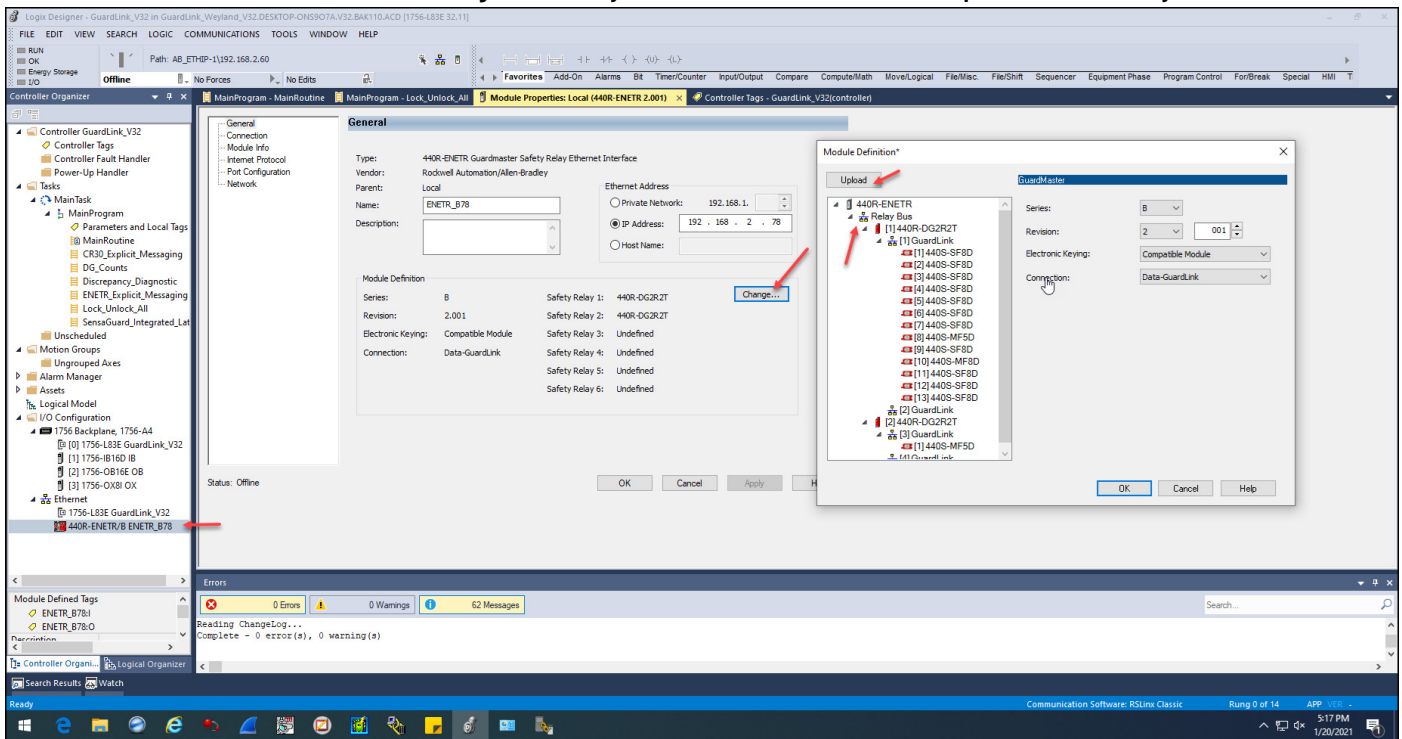 Logix Designer - GuardLink_V32 in GuardLink_Weyland_V32.DESKTOP-ONS9O7A.V32.BAK110.ACD [1756-L83E 32.11]
FILE EDIT VIEW SEARCH LOGIC COMMUNICATIONS TOOLS WINDOW HELP
RUN
OK
Energy Storage
I/O
Path: AB_ETHIP-1\192.168.2.60
Offline
No Forces
No Edits
Favorites Add-On Alarms Bit Timer/Counter Input/Output Compare Compute/Math Move/Logical File/Misc. File/Shift Sequencer Equipment Phase Program Control For/Break Special HMI T
Controller Organizer
MainProgram - MainRoutine
MainProgram - Lock_Unlock_All
Module Properties: Local (440R-ENETR 2.001)
Controller Tags - GuardLink_V32(controller)
Controller GuardLink_V32
Controller Tags
Controller Fault Handler
Power-Up Handler
Tasks
MainTask
MainProgram
Parameters and Local Tags
MainRoutine
CR30_Explicit_Messaging
DG_Counts
Discrepancy_Diagnostic
ENETR_Explicit_Messaging
Lock_Unlock_All
SensaGuard_Integrated_Lat
Unscheduled
Motion Groups
Ungrouped Axes
Alarm Manager
Assets
Logical Model
I/O Configuration
1756 Backplane, 1756-A4
[0] 1756-L83E GuardLink_V32
[1] 1756-IB16D IB
[2] 1756-OB16E OB
[3] 1756-OX8I OX
Ethernet
1756-L83E GuardLink_V32
440R-ENETR/B ENETR_B78
General
Connection
Module Info
Internet Protocol
Port Configuration
Network
General
Type: 440R-ENETR Guardmaster Safety Relay Ethernet Interface
Vendor: Rockwell Automation/Allen-Bradley
Parent: Local
Name: ENETR_B78
Description:
Ethernet Address
Private Network: 192.168.1.
IP Address: 192 . 168 . 2 . 78
Host Name:
Module Definition
Series: B Safety Relay 1: 440R-DG2R2T
Change...
Revision: 2.001 Safety Relay 2: 440R-DG2R2T
Electronic Keying: Compatible Module Safety Relay 3: Undefined
Connection: Data-GuardLink Safety Relay 4: Undefined
Safety Relay 5: Undefined
Safety Relay 6: Undefined
Status: Offline
OK Cancel Apply H
Module Definition*
Upload
GuardMaster
440R-ENETR
Relay Bus
[1] 440R-DG2R2T
[1] GuardLink
[1] 440S-SF8D
[2] 440S-SF8D
[3] 440S-SF8D
[4] 440S-SF8D
[5] 440S-SF8D
[6] 440S-SF8D
[7] 440S-SF8D
[8] 440S-MF5D
[9] 440S-SF8D
[10] 440S-MF8D
[11] 440S-SF8D
[12] 440S-SF8D
[13] 440S-SF8D
[2] GuardLink
[2] 440R-DG2R2T
[3] GuardLink
[1] 440S-MF5D
[4] GuardLink
Series: B
Revision: 2 001
Electronic Keying: Compatible Module
Connection: Data-GuardLink
OK Cancel Help
Errors
0 Errors 0 Warnings 62 Messages
Search...
Reading ChangeLog...
Complete - 0 error(s), 0 warning(s)
Module Defined Tags
ENETR_B78:I
ENETR_B78:O
Description
Controller Organi...
Logical Organizer
Search Results
Watch
Ready
Communication Software: RSLinx Classic
Rung 0 of 14
APP VER
5:17 PM
1/20/2021